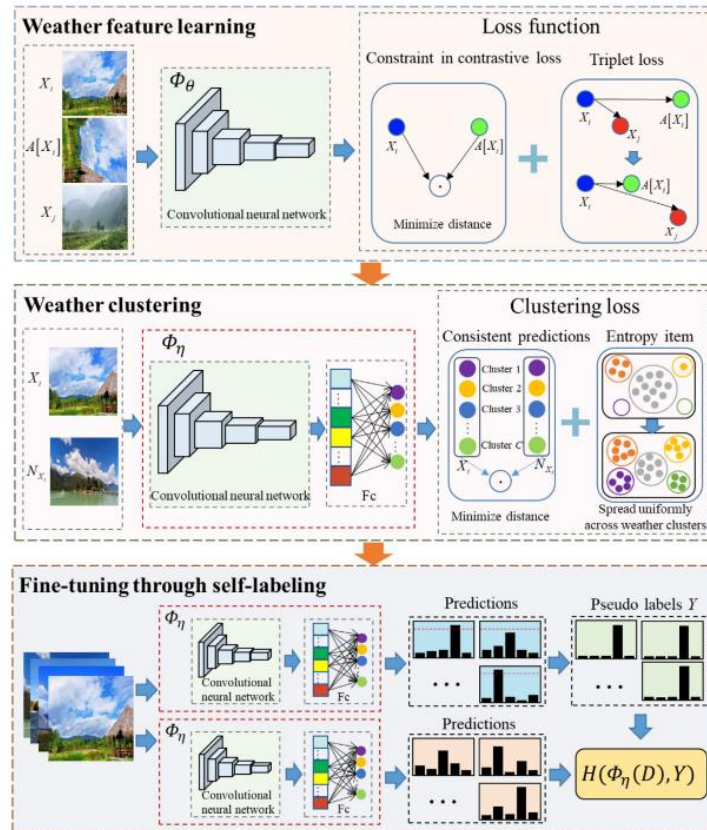 Weather feature learning
Loss function
Constraint in contrastive loss
Triplet loss
X_i
A[X_i]
X_j
Φ_θ
Convolutional neural network
X_i
A[X_i]
Minimize distance
X_i
X_j
A[X_i]
X_i
A[X_i]
X_j
Weather clustering
Clustering loss
Consistent predictions
Entropy item
X_i
N_{X_i}
Φ_η
Convolutional neural network
Fc
Cluster 1
Cluster 2
Cluster 3
Cluster C
X_i
N_{X_i}
Minimize distance
Spread uniformly
across weather clusters
Fine-tuning through self-labeling
Φ_η
Convolutional
neural network
Fc
Predictions
Pseudo labels Y
Φ_η
Convolutional
neural network
Fc
Predictions
H(Φ_η(D),Y)